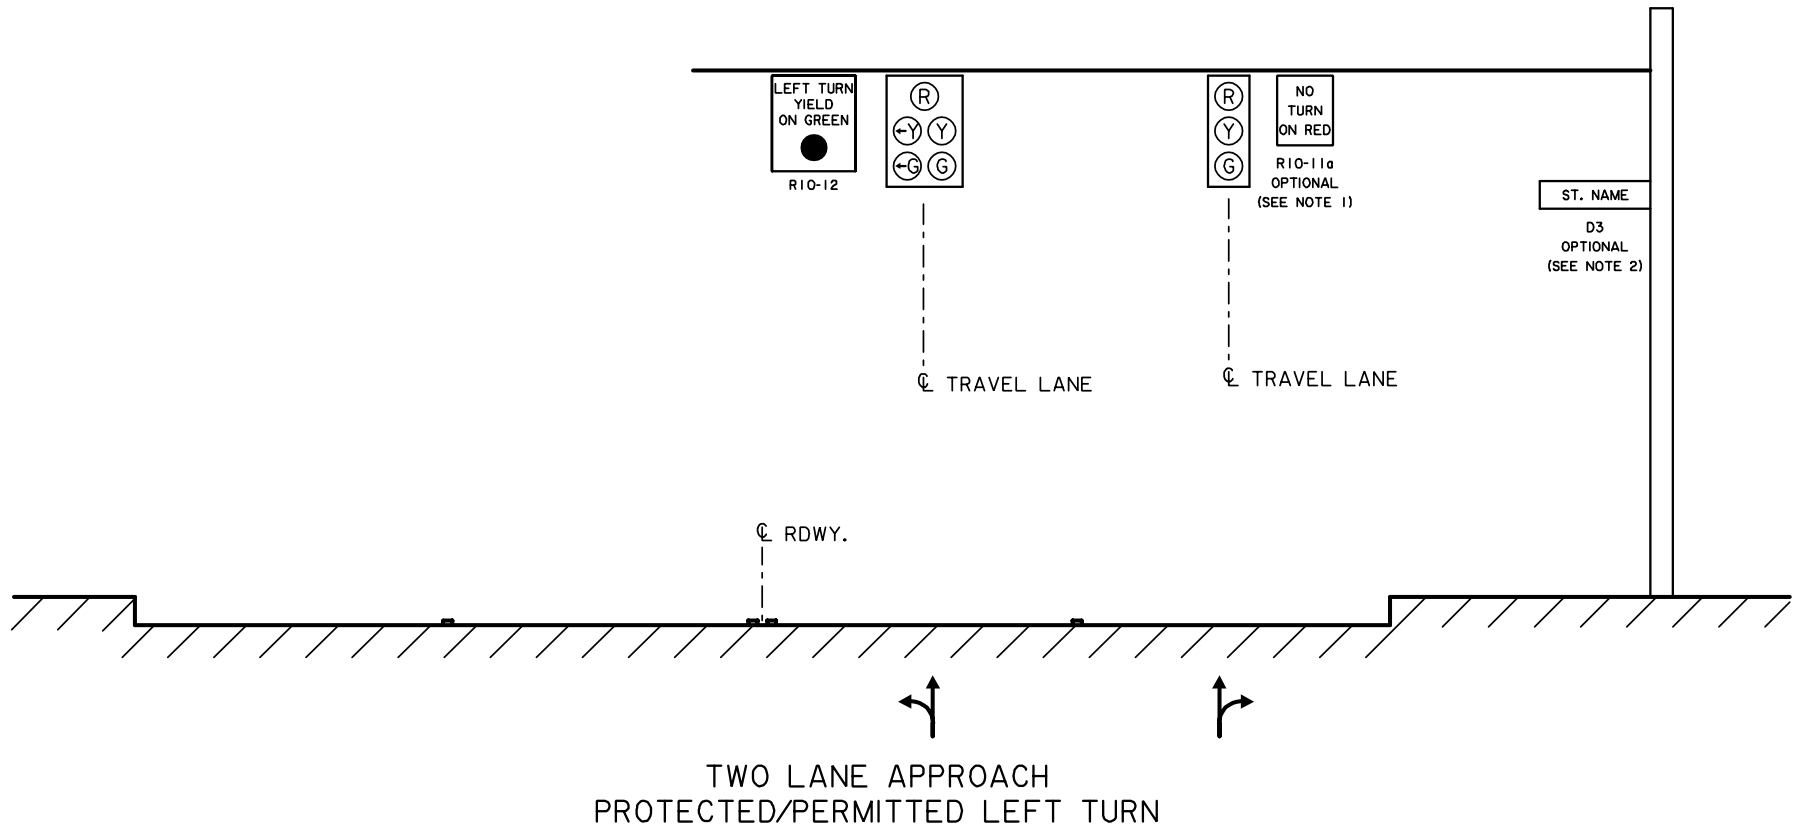 LEFT TURN
YIELD
ON GREEN
R10-12
R
←Y Y
←G G
R
Y
G
NO
TURN
ON RED
R10-11a
OPTIONAL
(SEE NOTE 1)
ST. NAME
D3
OPTIONAL
(SEE NOTE 2)
℄ TRAVEL LANE
℄ TRAVEL LANE
℄ RDWY.
TWO LANE APPROACH
PROTECTED/PERMITTED LEFT TURN